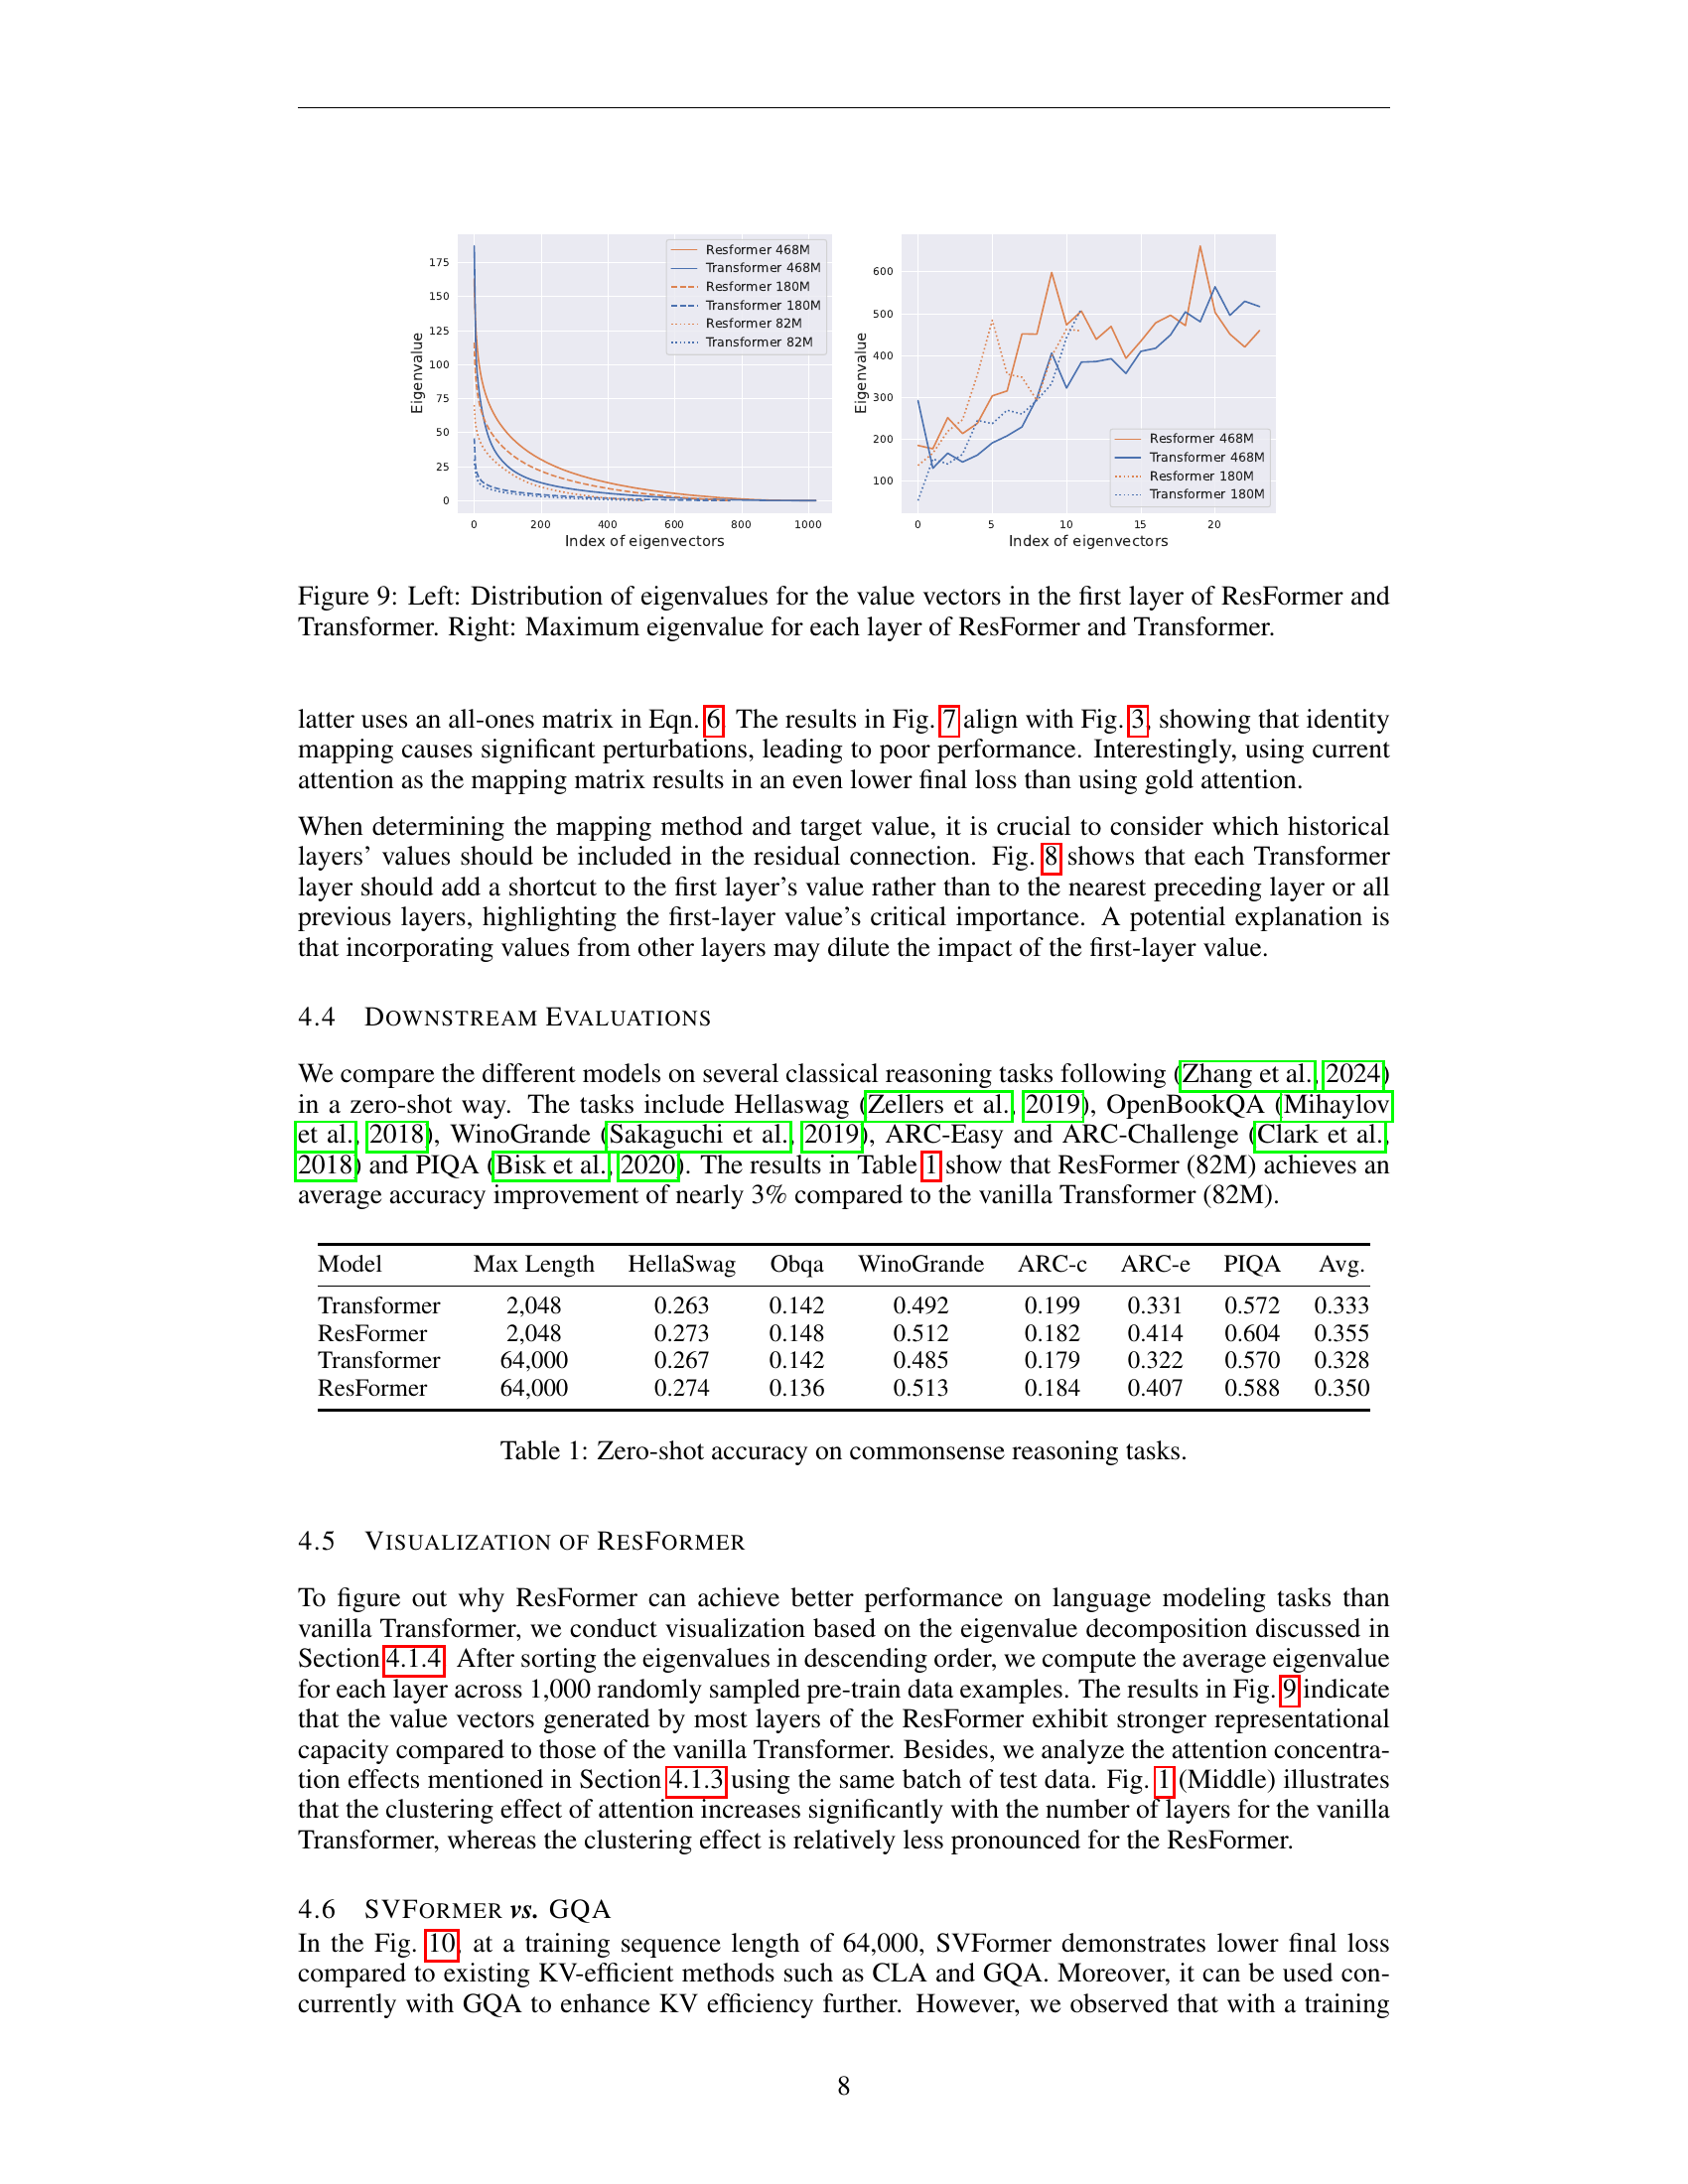 175
150
125
100
75
50
25
0
Eigenvalue
0 200 400 600 800 1000
Index of eigenvectors
Resformer 468M
Transformer 468M
Resformer 180M
Transformer 180M
Resformer 82M
Transformer 82M
600
500
400
300
200
100
Eigenvalue
0 5 10 15 20
Index of eigenvectors
Resformer 468M
Transformer 468M
Resformer 180M
Transformer 180M
Figure 9: Left: Distribution of eigenvalues for the value vectors in the first layer of ResFormer and
Transformer. Right: Maximum eigenvalue for each layer of ResFormer and Transformer.
latter uses an all-ones matrix in Eqn. 6. The results in Fig. 7 align with Fig. 3, showing that identity
mapping causes significant perturbations, leading to poor performance. Interestingly, using current
attention as the mapping matrix results in an even lower final loss than using gold attention.
When determining the mapping method and target value, it is crucial to consider which historical
layers’ values should be included in the residual connection. Fig. 8 shows that each Transformer
layer should add a shortcut to the first layer’s value rather than to the nearest preceding layer or all
previous layers, highlighting the first-layer value’s critical importance. A potential explanation is
that incorporating values from other layers may dilute the impact of the first-layer value.
4.4 DOWNSTREAM EVALUATIONS
We compare the different models on several classical reasoning tasks following (Zhang et al., 2024)
in a zero-shot way. The tasks include Hellaswag (Zellers et al., 2019), OpenBookQA (Mihaylov
et al., 2018), WinoGrande (Sakaguchi et al., 2019), ARC-Easy and ARC-Challenge (Clark et al.,
2018) and PIQA (Bisk et al., 2020). The results in Table 1 show that ResFormer (82M) achieves an
average accuracy improvement of nearly 3% compared to the vanilla Transformer (82M).
Model Max Length HellaSwag Obqa WinoGrande ARC-c ARC-e PIQA Avg.
Transformer 2,048 0.263 0.142 0.492 0.199 0.331 0.572 0.333
ResFormer 2,048 0.273 0.148 0.512 0.182 0.414 0.604 0.355
Transformer 64,000 0.267 0.142 0.485 0.179 0.322 0.570 0.328
ResFormer 64,000 0.274 0.136 0.513 0.184 0.407 0.588 0.350
Table 1: Zero-shot accuracy on commonsense reasoning tasks.
4.5 VISUALIZATION OF RESFORMER
To figure out why ResFormer can achieve better performance on language modeling tasks than
vanilla Transformer, we conduct visualization based on the eigenvalue decomposition discussed in
Section 4.1.4. After sorting the eigenvalues in descending order, we compute the average eigenvalue
for each layer across 1,000 randomly sampled pre-train data examples. The results in Fig. 9 indicate
that the value vectors generated by most layers of the ResFormer exhibit stronger representational
capacity compared to those of the vanilla Transformer. Besides, we analyze the attention concentra-
tion effects mentioned in Section 4.1.3 using the same batch of test data. Fig. 1 (Middle) illustrates
that the clustering effect of attention increases significantly with the number of layers for the vanilla
Transformer, whereas the clustering effect is relatively less pronounced for the ResFormer.
4.6 SVFORMER vs. GQA
In the Fig. 10, at a training sequence length of 64,000, SVFormer demonstrates lower final loss
compared to existing KV-efficient methods such as CLA and GQA. Moreover, it can be used con-
currently with GQA to enhance KV efficiency further. However, we observed that with a training
8